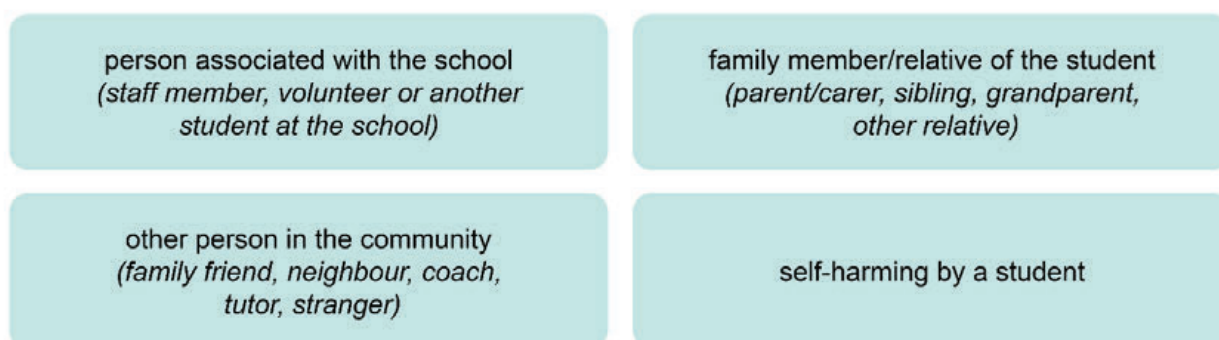 person associated with the school
(staff member, volunteer or another
student at the school)
family member/relative of the student
(parent/carer, sibling, grandparent,
other relative)
other person in the community
(family friend, neighbour, coach,
tutor, stranger)
self-harming by a student